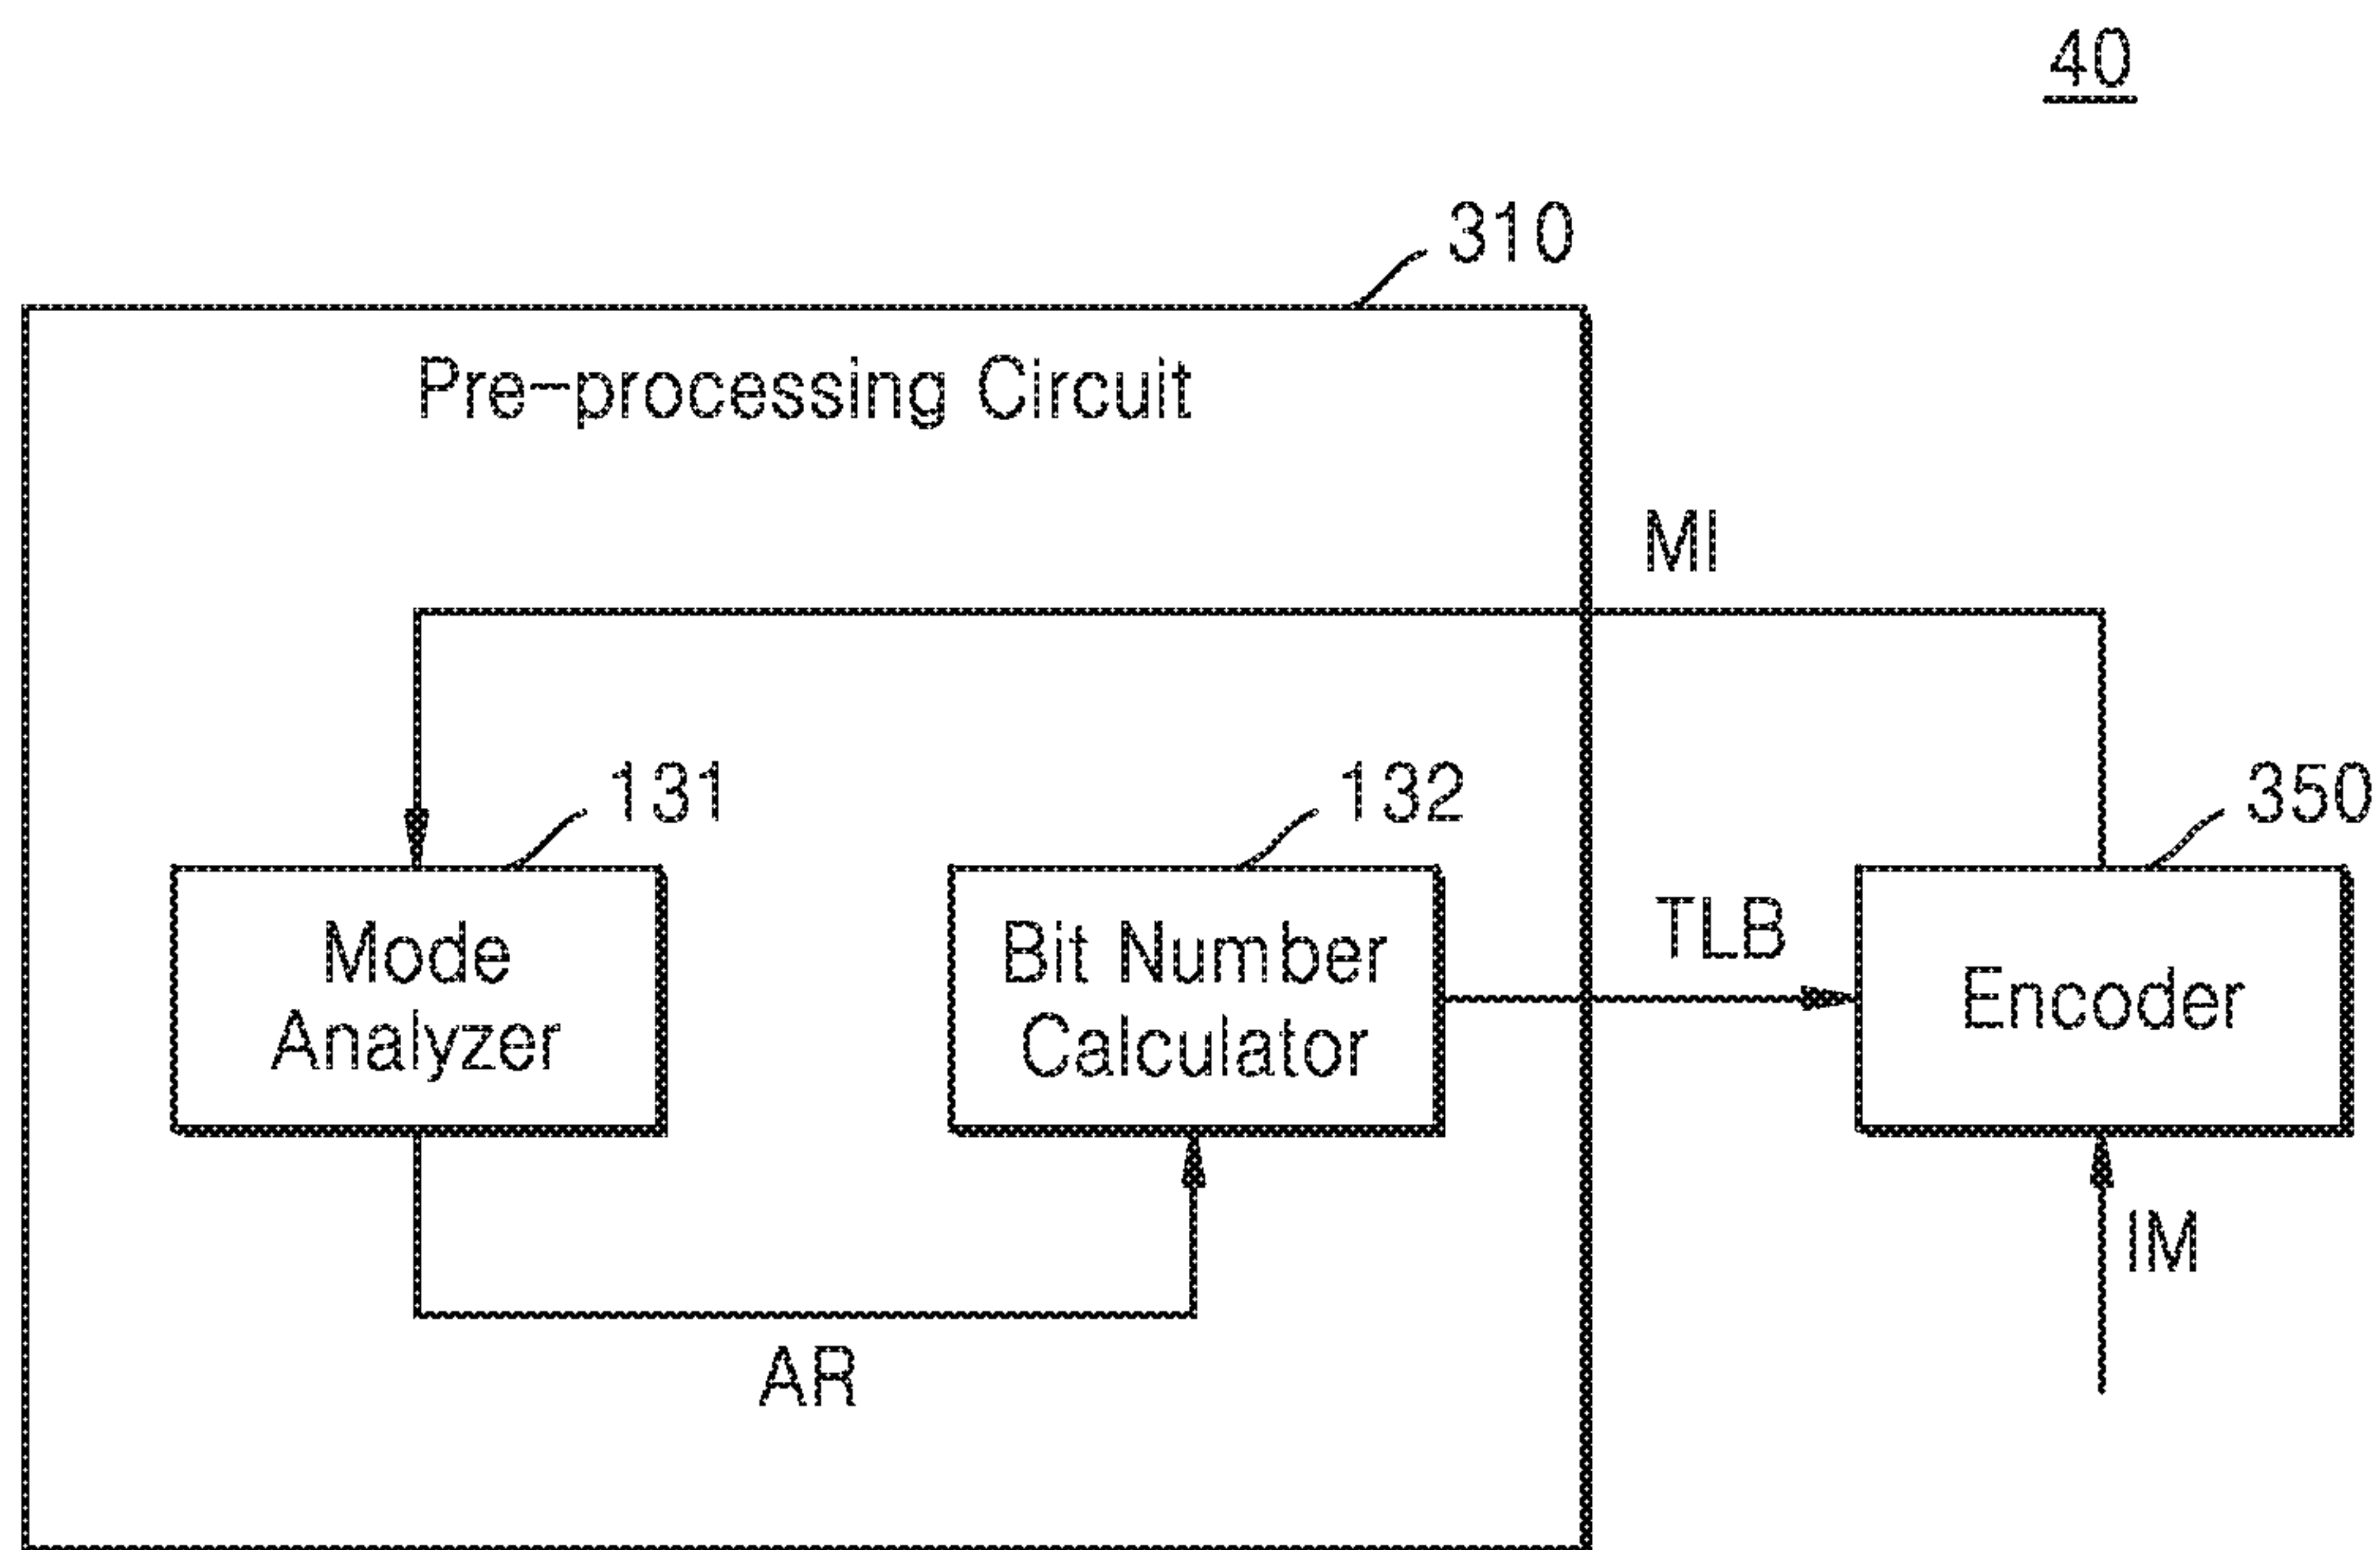 40
310
Pre-processing Circuit
MI
131
132
350
Mode
Analyzer
Bit Number
Calculator
TLB
Encoder
IM
AR